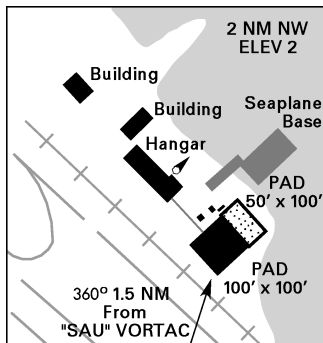 2 NM NW
ELEV 2
Building
Building
Seaplane
Base
Hangar
PAD
50' x 100'
PAD
100' x 100'
360° 1.5 NM
From
"SAU" VORTAC